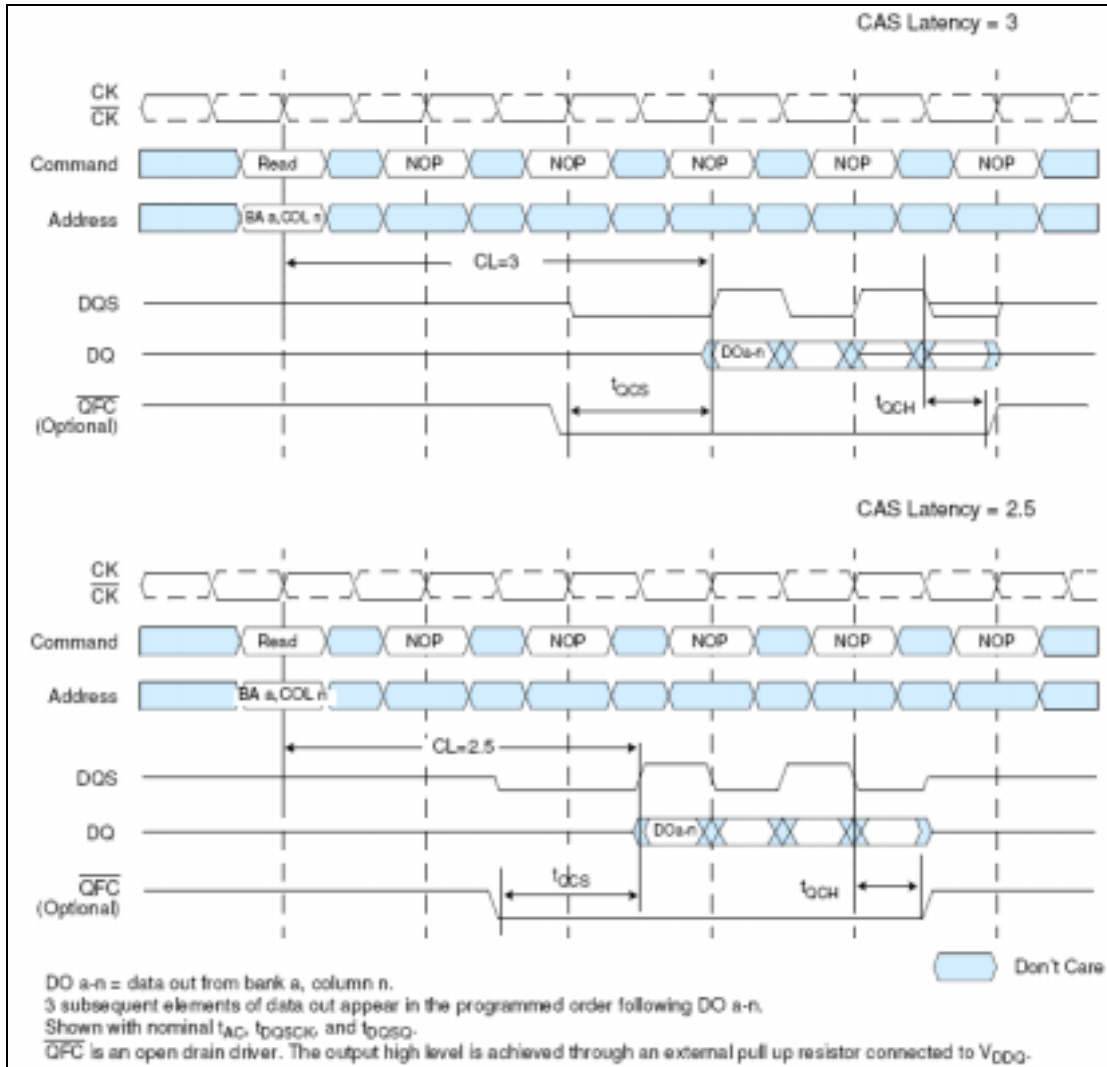 CAS Latency = 3
CK
CK
Command Read NOP NOP NOP NOP NOP
Address BA a, COL n
CL=3
DQS
DQ DOa-n
tQCS
tQCH
QFC
(Optional)
CAS Latency = 2.5
CK
CK
Command Read NOP NOP NOP NOP NOP
Address BA a, COL n
CL=2.5
DQS
DQ DOa-n
tQCS
tQCH
QFC
(Optional)
Don't Care
DO a-n = data out from bank a, column n.
3 subsequent elements of data out appear in the programmed order following DO a-n.
Shown with nominal tAC, tDQSCK, and tDQSQ.
QFC is an open drain driver. The output high level is achieved through an external pull up resistor connected to VDDQ.